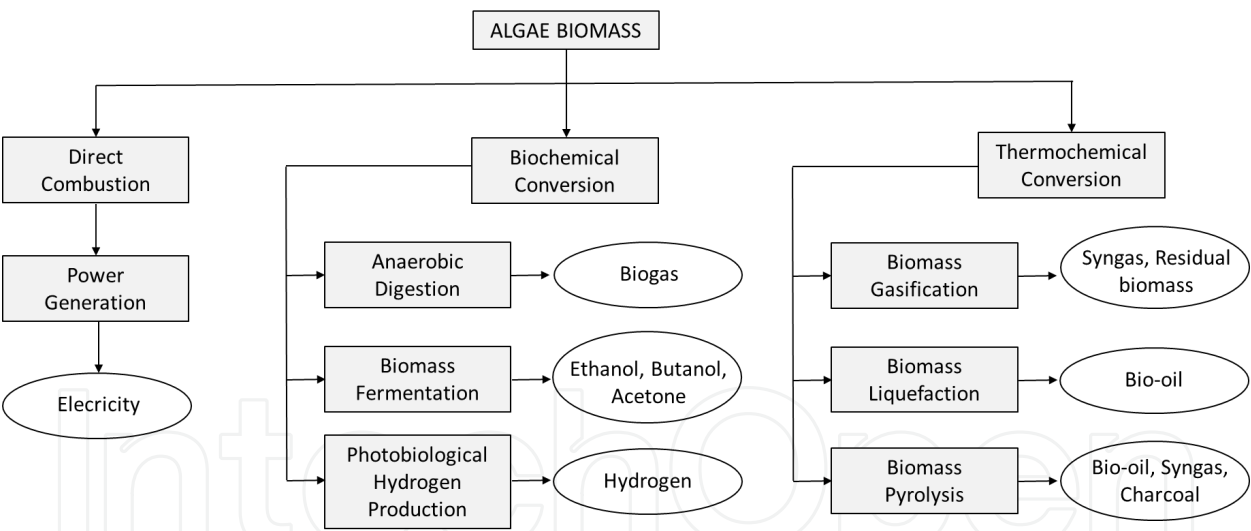 ALGAE BIOMASS
Direct
Combustion
Power
Generation
Elecricity
Biochemical
Conversion
Anaerobic
Digestion
Biogas
Biomass
Fermentation
Ethanol, Butanol,
Acetone
Photobiological
Hydrogen
Production
Hydrogen
Thermochemical
Conversion
Biomass
Gasification
Syngas, Residual
biomass
Biomass
Liquefaction
Bio-oil
Biomass
Pyrolysis
Bio-oil, Syngas,
Charcoal
IntechOpen